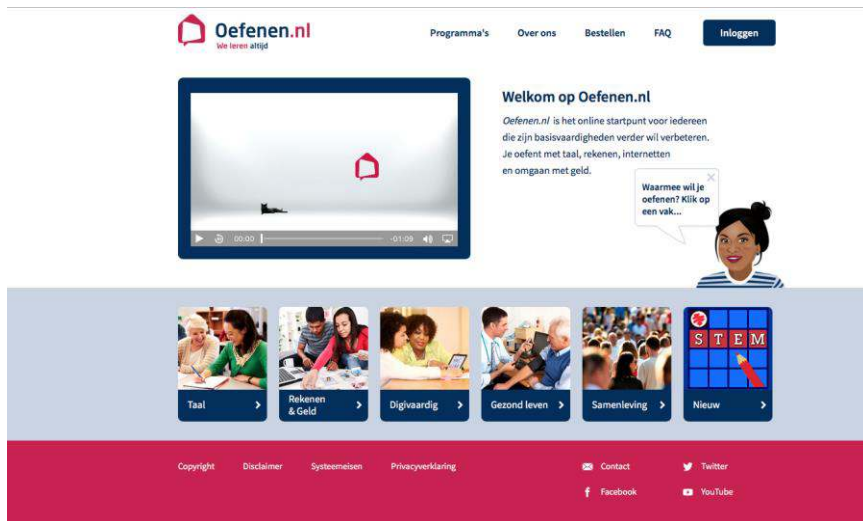 Oefenen.nl
We leren altijd
Programma's
Over ons
Bestellen
FAQ
Inloggen
Welkom op Oefenen.nl
Oefenen.nl is het online startpunt voor iedereen
die zijn basisvaardigheden verder wil verbeteren.
Je oefent met taal, rekenen, internetten
en omgaan met geld.
Waarmee wil je
oefenen? Klik op
een vak...
00:00
-01:09
STEM
Taal
Rekenen
& Geld
Digivaardig
Gezond leven
Samenleving
Nieuw
Copyright
Disclaimer
Systeemeisen
Privacyverklaring
Contact
Twitter
Facebook
YouTube